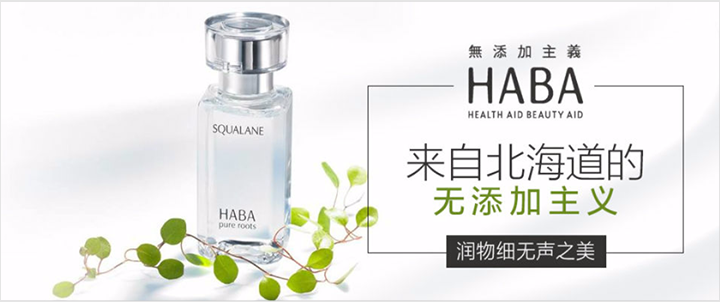 SQUALANE
HABA
pure roots
無添加主義
HABA
HEALTH AID BEAUTY AID
来自北海道的
无添加主义
润物细无声之美